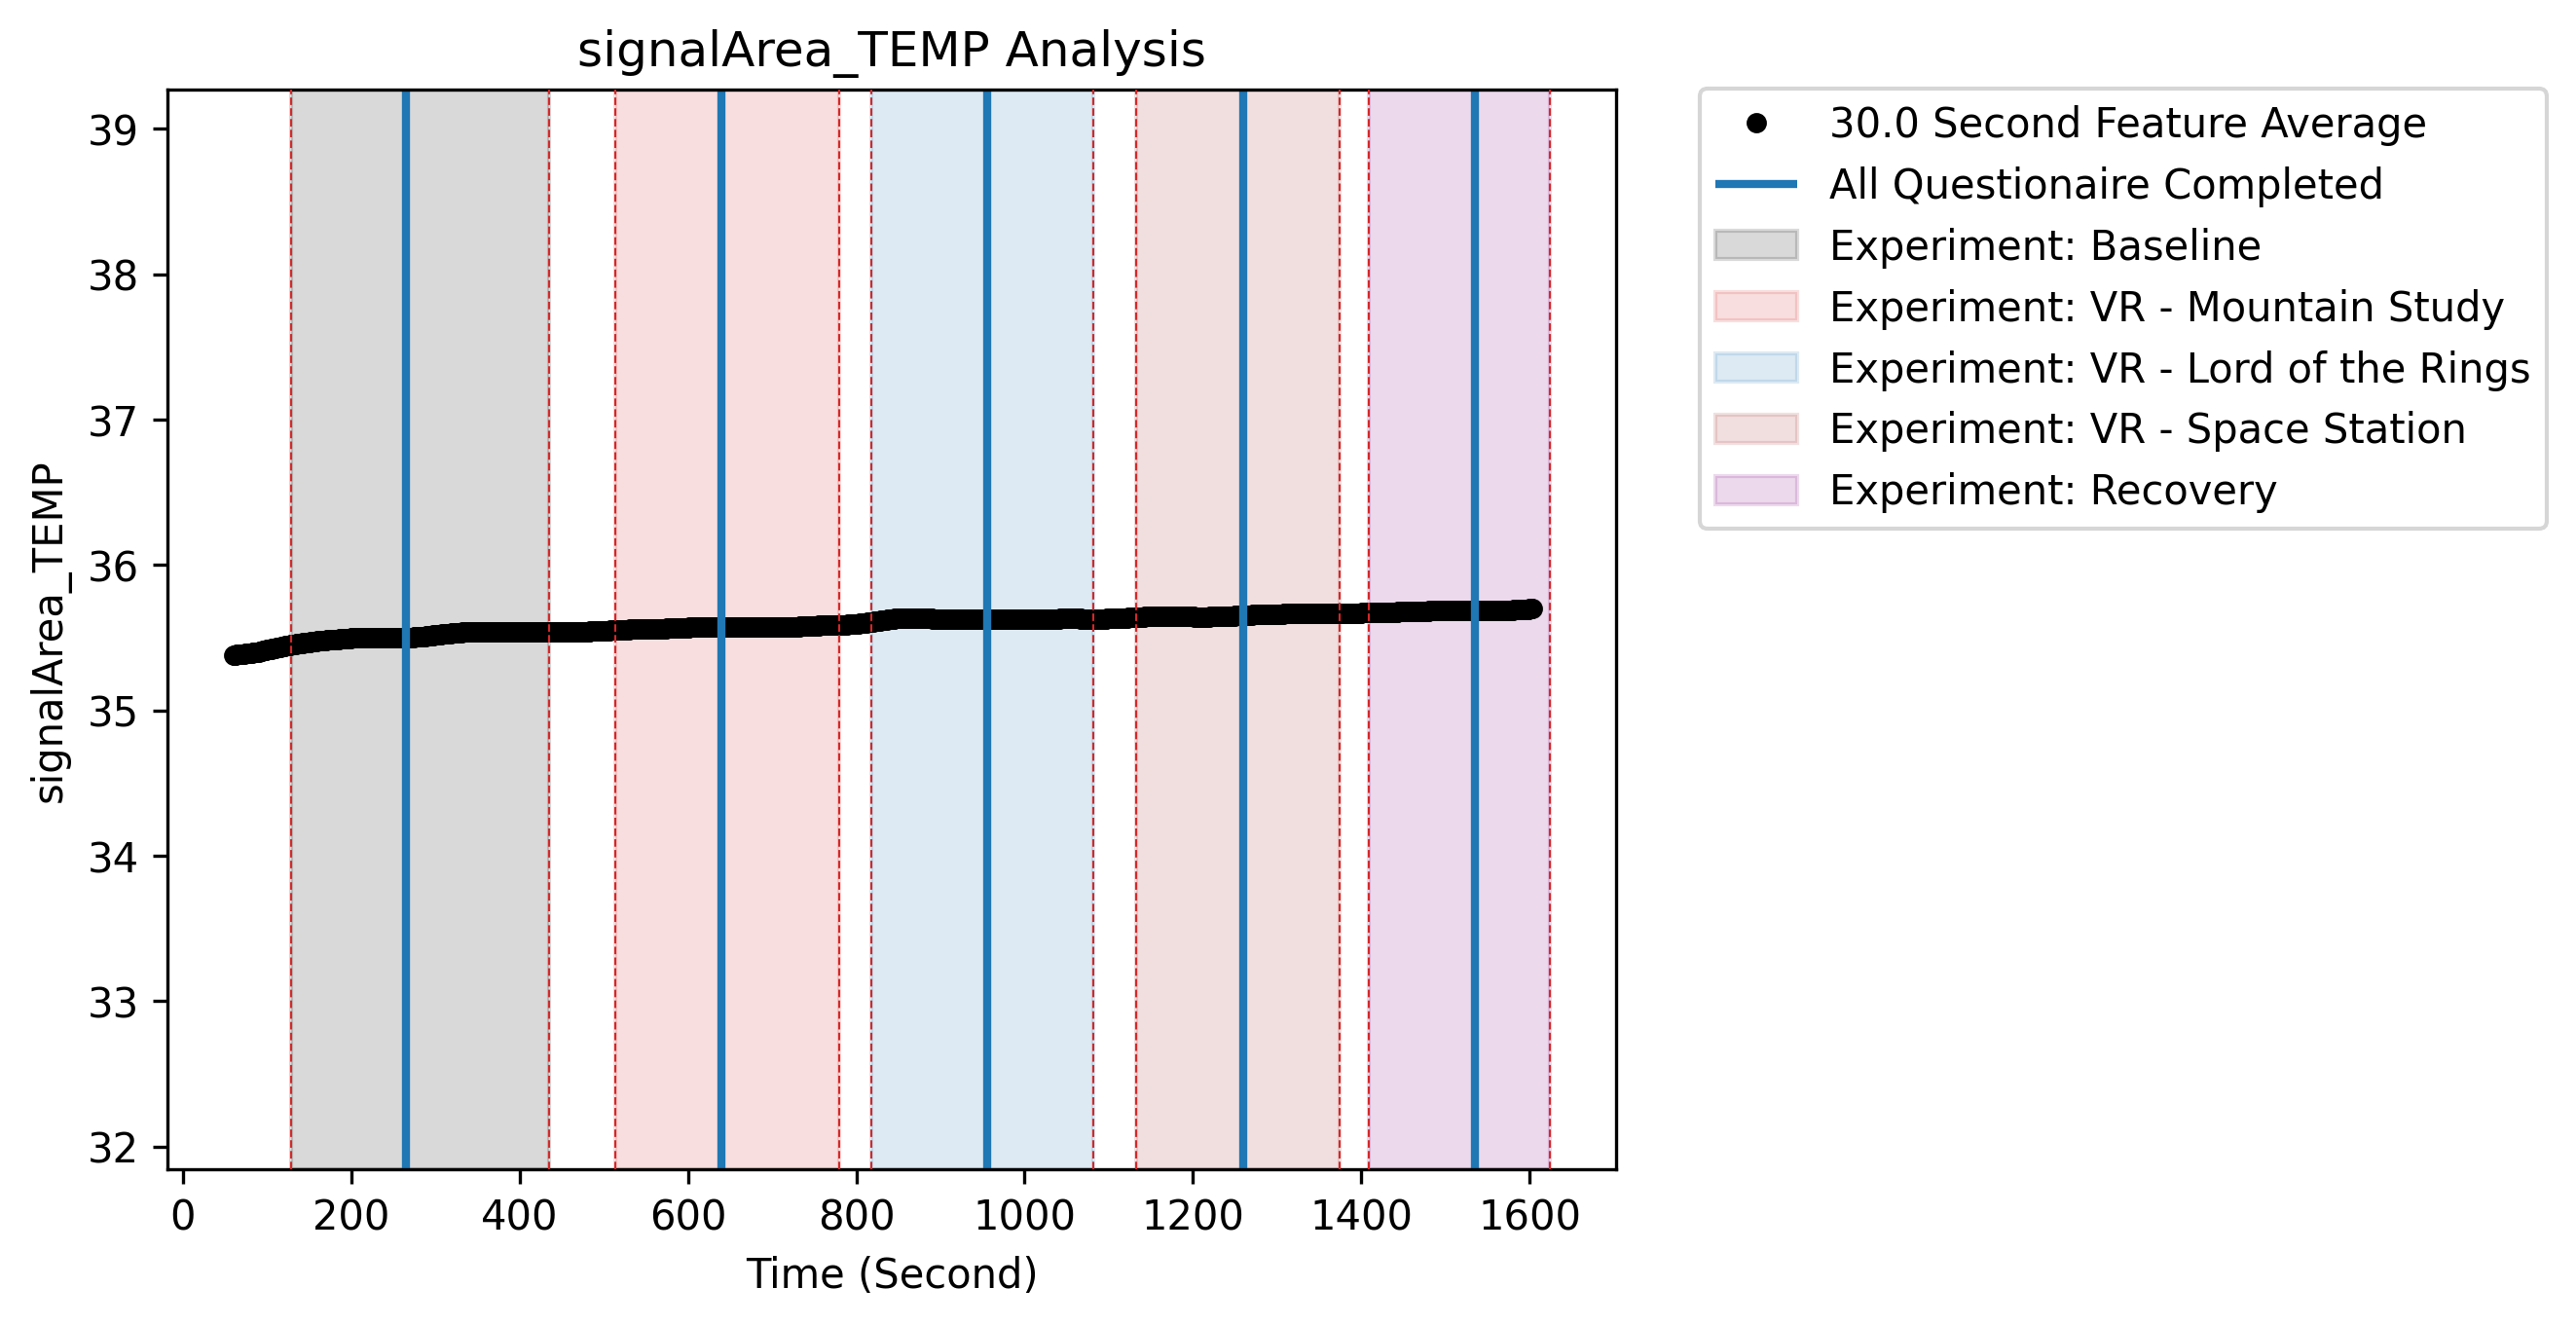 signalArea_TEMP Analysis
signalArea_TEMP
39
38
37
36
35
34
33
32
0 200 400 600 800 1000 1200 1400 1600
Time (Second)
30.0 Second Feature Average
All Questionaire Completed
Experiment: Baseline
Experiment: VR - Mountain Study
Experiment: VR - Lord of the Rings
Experiment: VR - Space Station
Experiment: Recovery